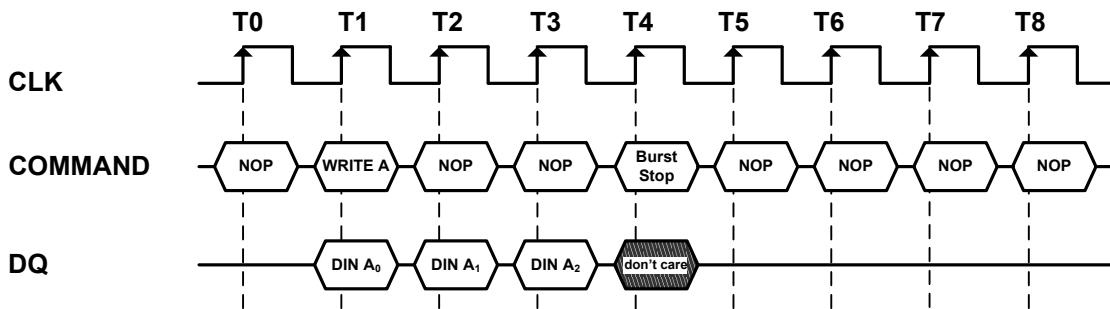 T0 T1 T2 T3 T4 T5 T6 T7 T8
CLK
COMMAND NOP WRITE A NOP NOP Burst Stop NOP NOP NOP NOP
DQ DIN A₀ DIN A₁ DIN A₂ don't care